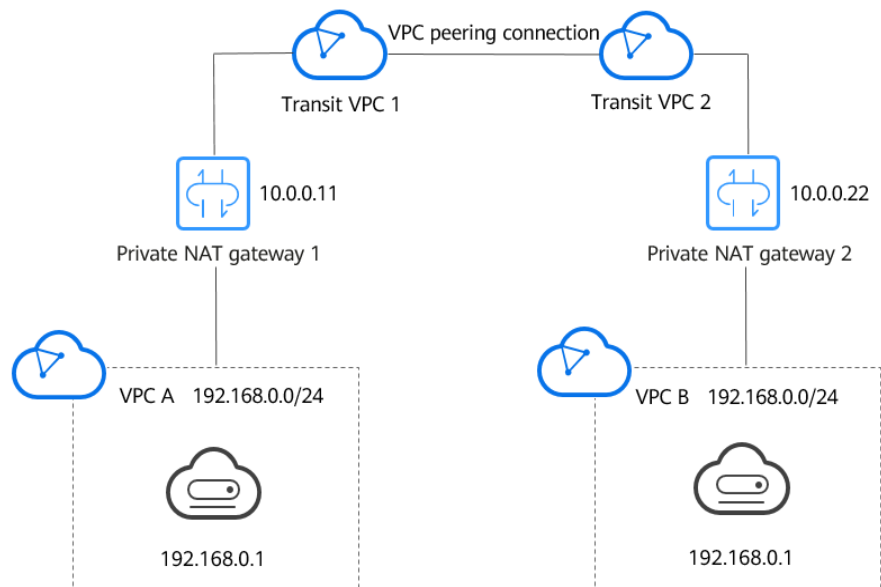 VPC peering connection
Transit VPC 1
Transit VPC 2
10.0.0.11
10.0.0.22
Private NAT gateway 1
Private NAT gateway 2
VPC A 192.168.0.0/24
VPC B 192.168.0.0/24
192.168.0.1
192.168.0.1